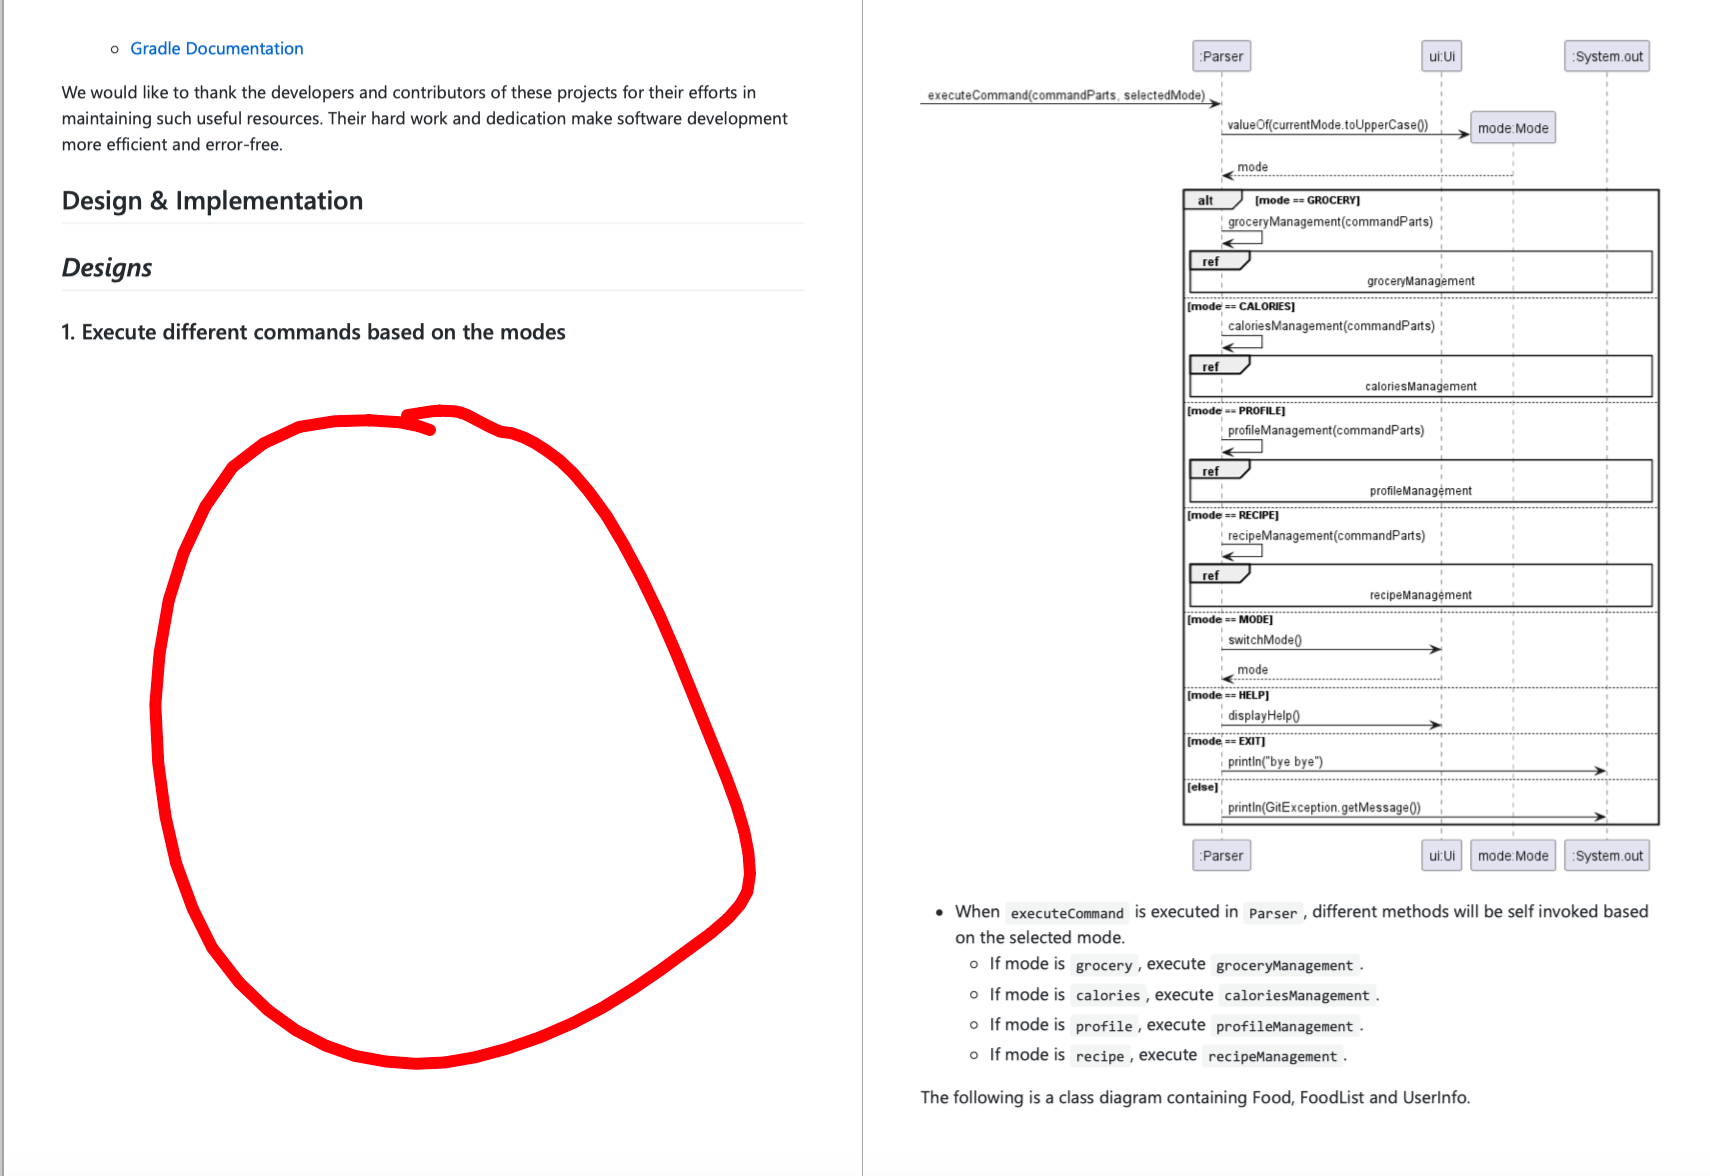 Gradle Documentation
We would like to thank the developers and contributors of these projects for their efforts in
maintaining such useful resources. Their hard work and dedication make software development
more efficient and error-free.
Design & Implementation
Designs
1. Execute different commands based on the modes
:Parser
ui:Ui
:System.out
executeCommand(commandParts, selectedMode)
valueOf(currentMode.toUpperCase())
mode:Mode
mode
alt
[mode == GROCERY]
groceryManagement(commandParts)
ref
groceryManagement
[mode == CALORIES]
caloriesManagement(commandParts)
ref
caloriesManagement
[mode == PROFILE]
profileManagement(commandParts)
ref
profileManagement
[mode == RECIPE]
recipeManagement(commandParts)
ref
recipeManagement
[mode == MODE]
switchMode()
mode
[mode == HELP]
displayHelp()
[mode == EXIT]
println("bye bye")
[else]
println(GitException.getMessage())
:Parser
ui:Ui
mode:Mode
:System.out
When executeCommand is executed in Parser , different methods will be self invoked based
on the selected mode.
If mode is grocery , execute groceryManagement .
If mode is calories , execute caloriesManagement .
If mode is profile , execute profileManagement .
If mode is recipe , execute recipeManagement .
The following is a class diagram containing Food, FoodList and UserInfo.